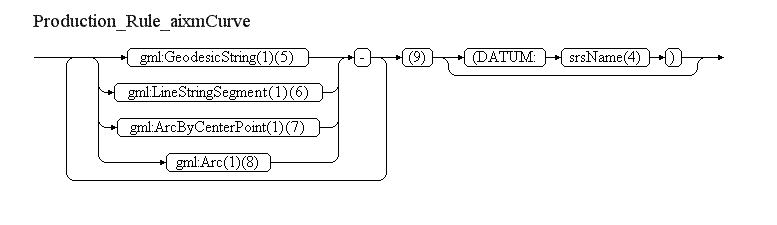 Production_Rule_aixmCurve
gml:GeodesicString(1)(5) - (9) (DATUM: srsName(4) )
gml:LineStringSegment(1)(6)
gml:ArcByCenterPoint(1)(7)
gml:Arc(1)(8)